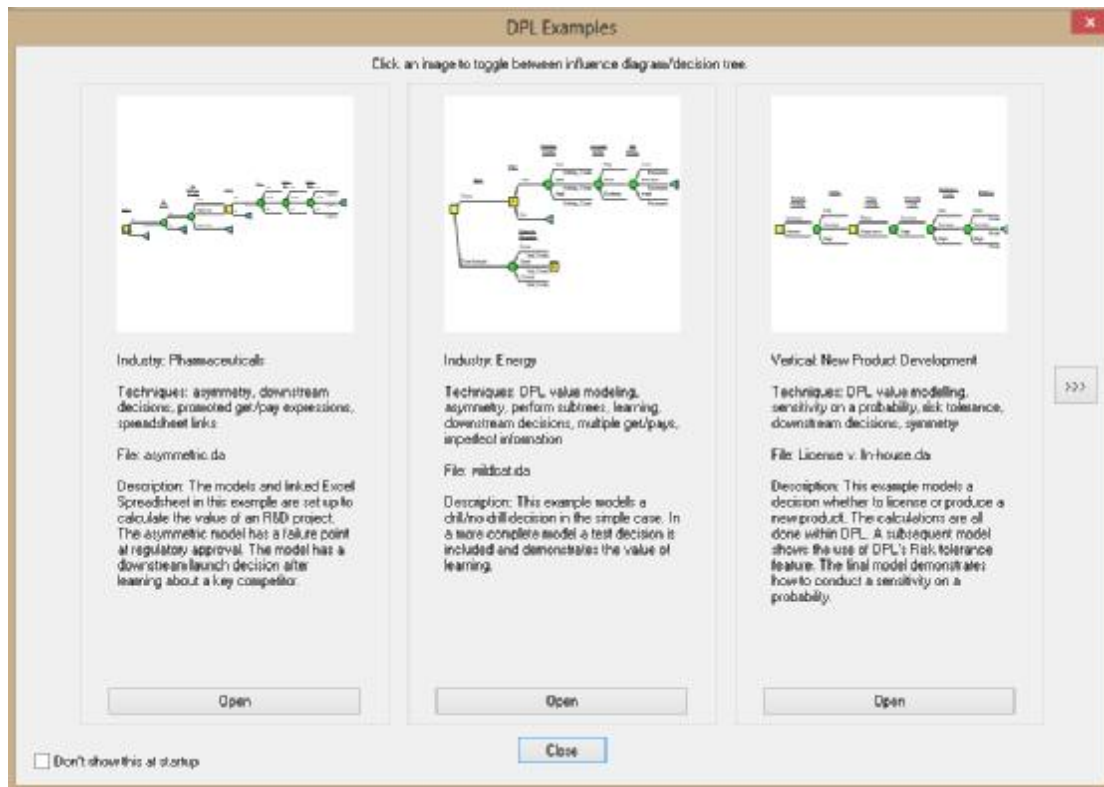 DPL Examples
Click an image to toggle between influence diagram/decision tree.
Industry: Pharmaceuticals
Techniques: asymmetry, downstream
decisions, promoted get/pay expressions,
spreadsheet links
File: asymmetric.da
Description: The models and linked Excel
Spreadsheet in this example are set up to
calculate the value of an R&D project.
The asymmetric model has a failure point
at regulatory approval. The model has a
downstream launch decision after
learning about a key competitor.
Open
Industry: Energy
Techniques: DPL value modeling,
asymmetry, perform subtrees, learning,
downstream decisions, multiple get/pays,
imperfect information
File: wildcat.da
Description: This example models a
drill/no-drill decision in the simple case. In
a more complete model a test decision is
included and demonstrates the value of
learning.
Open
Vertical: New Product Development
Techniques: DPL value modelling,
sensitivity on a probability, risk tolerance,
downstream decisions, symmetry
File: License v. In-house.da
Description: This example models a
decision whether to license or produce a
new product. The calculations are all
done within DPL. A subsequent model
shows the use of DPL's Risk tolerance
feature. The final model demonstrates
how to conduct a sensitivity on a
probability.
Open
>>>
Don't show this at startup
Close